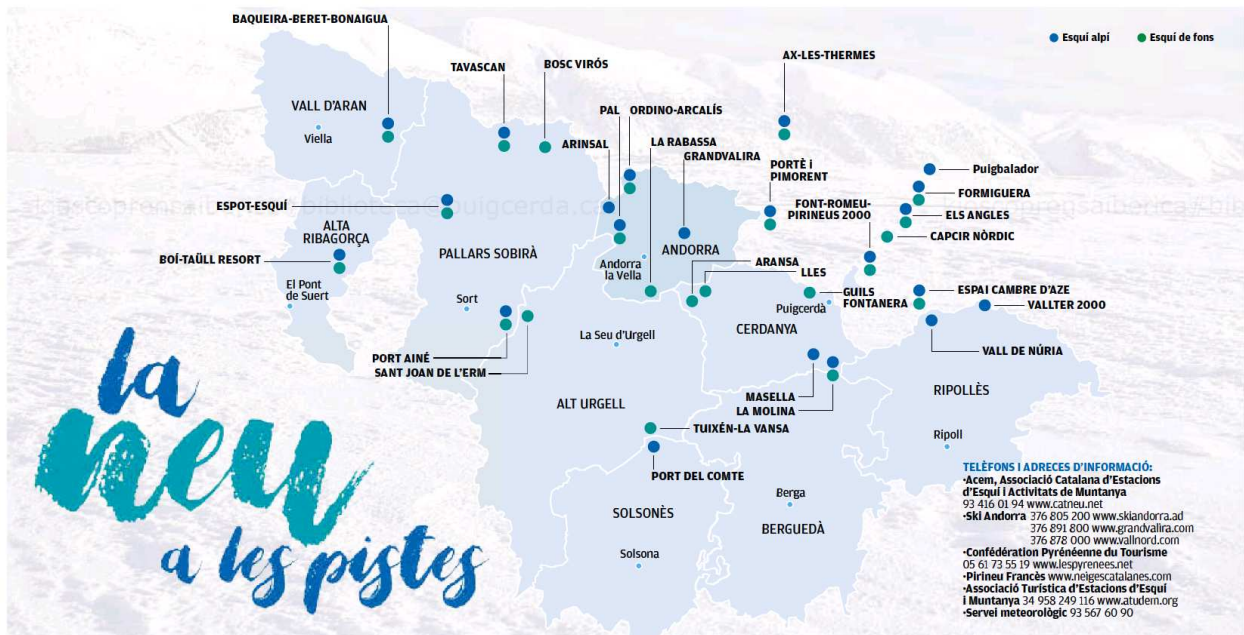 BAQUEIRA-BERET-BONAIGUA
Esquí alpí
Esquí de fons
AX-LES-THERMES
BOSC VIRÓS
TAVASCAN
VALL D'ARAN
Viella
PAL
ORDINO-ARCALÍS
ARINSAL
LA RABASSA
GRANDVALIRA
PORTÈ i
PIMORENT
Puigbalador
FORMIGUERA
FONT-ROMEU-
PIRINEUS 2000
ELS ANGLES
CAPCIR NÒRDIC
ESPOT-ESQUÍ
biblioteca@puigcerda.ca
ALTA
RIBAGORÇA
PALLARS SOBIRÀ
ANDORRA
Andorra
la Vella
BOÍ-TAÜLL RESORT
ARANSA
LLES
El Pont
de Suert
Sort
GUILS
FONTANERA
Puigcerdà
ESPAI CAMBRE D'AZE
VALLTER 2000
CERDANYA
La Seu d'Urgell
VALL DE NÚRIA
PORT AINÉ
SANT JOAN DE L'ERM
ALT URGELL
MASELLA
LA MOLINA
RIPOLLÈS
TUIXÉN-LA VANSA
Ripoll
PORT DEL COMTE
SOLSONÈS
Solsona
Berga
BERGUEDÀ
la
neu
a les pistes
TELÈFONS I ADRECES D'INFORMACIÓ:
·Acem, Associació Catalana d'Estacions
d'Esquí i Activitats de Muntanya
93 416 01 94 www.catneu.net
·Ski Andorra 376 805 200 www.skiandorra.ad
376 891 800 www.grandvalira.com
376 878 000 www.vallnord.com
·Confédération Pyrénéenne du Tourisme
05 61 73 55 19 www.lespyrenees.net
·Pirineu Francès www.neigescatalanes.com
·Associació Turística d'Estacions d'Esquí
i Muntanya 34 958 249 116 www.atudem.org
·Servei meteorològic 93 567 60 90